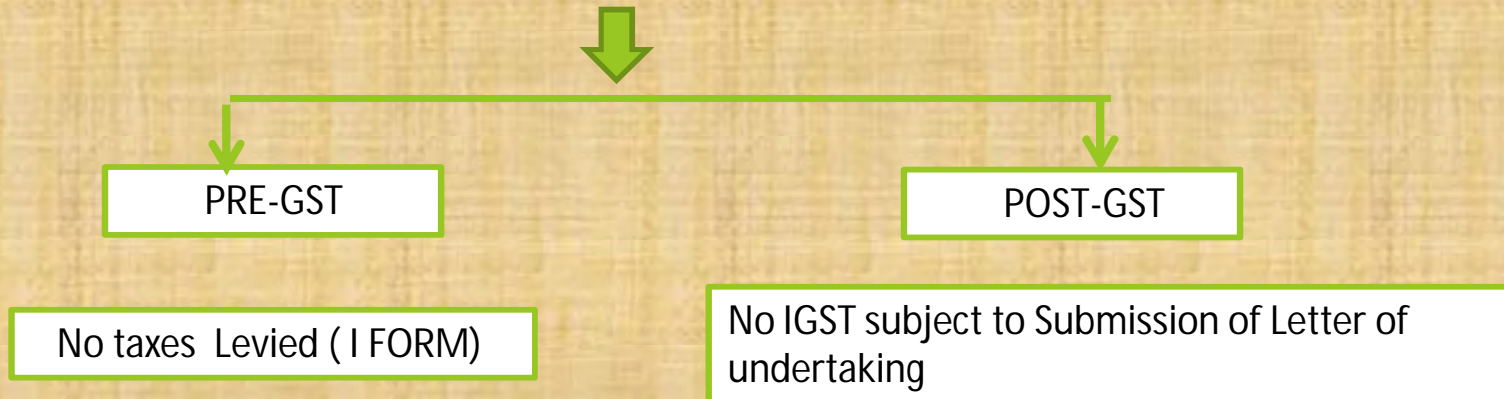 PRE-GST
POST-GST
No taxes Levied ( I FORM)
No IGST subject to Submission of Letter of
undertaking